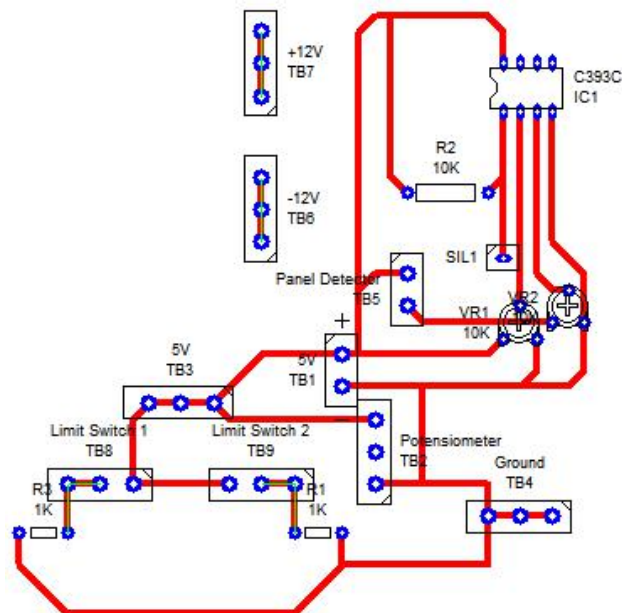 +12V
TB7
C393C
IC1
R2
10K
-12V
TB6
SIL1
Panel Detector
TB5
VR1
10K
VR2
+
5V
TB1
5V
TB3
Limit Switch 1
TB8
Limit Switch 2
TB9
Potensiometer
TB2
Ground
TB4
R3
1K
R1
1K